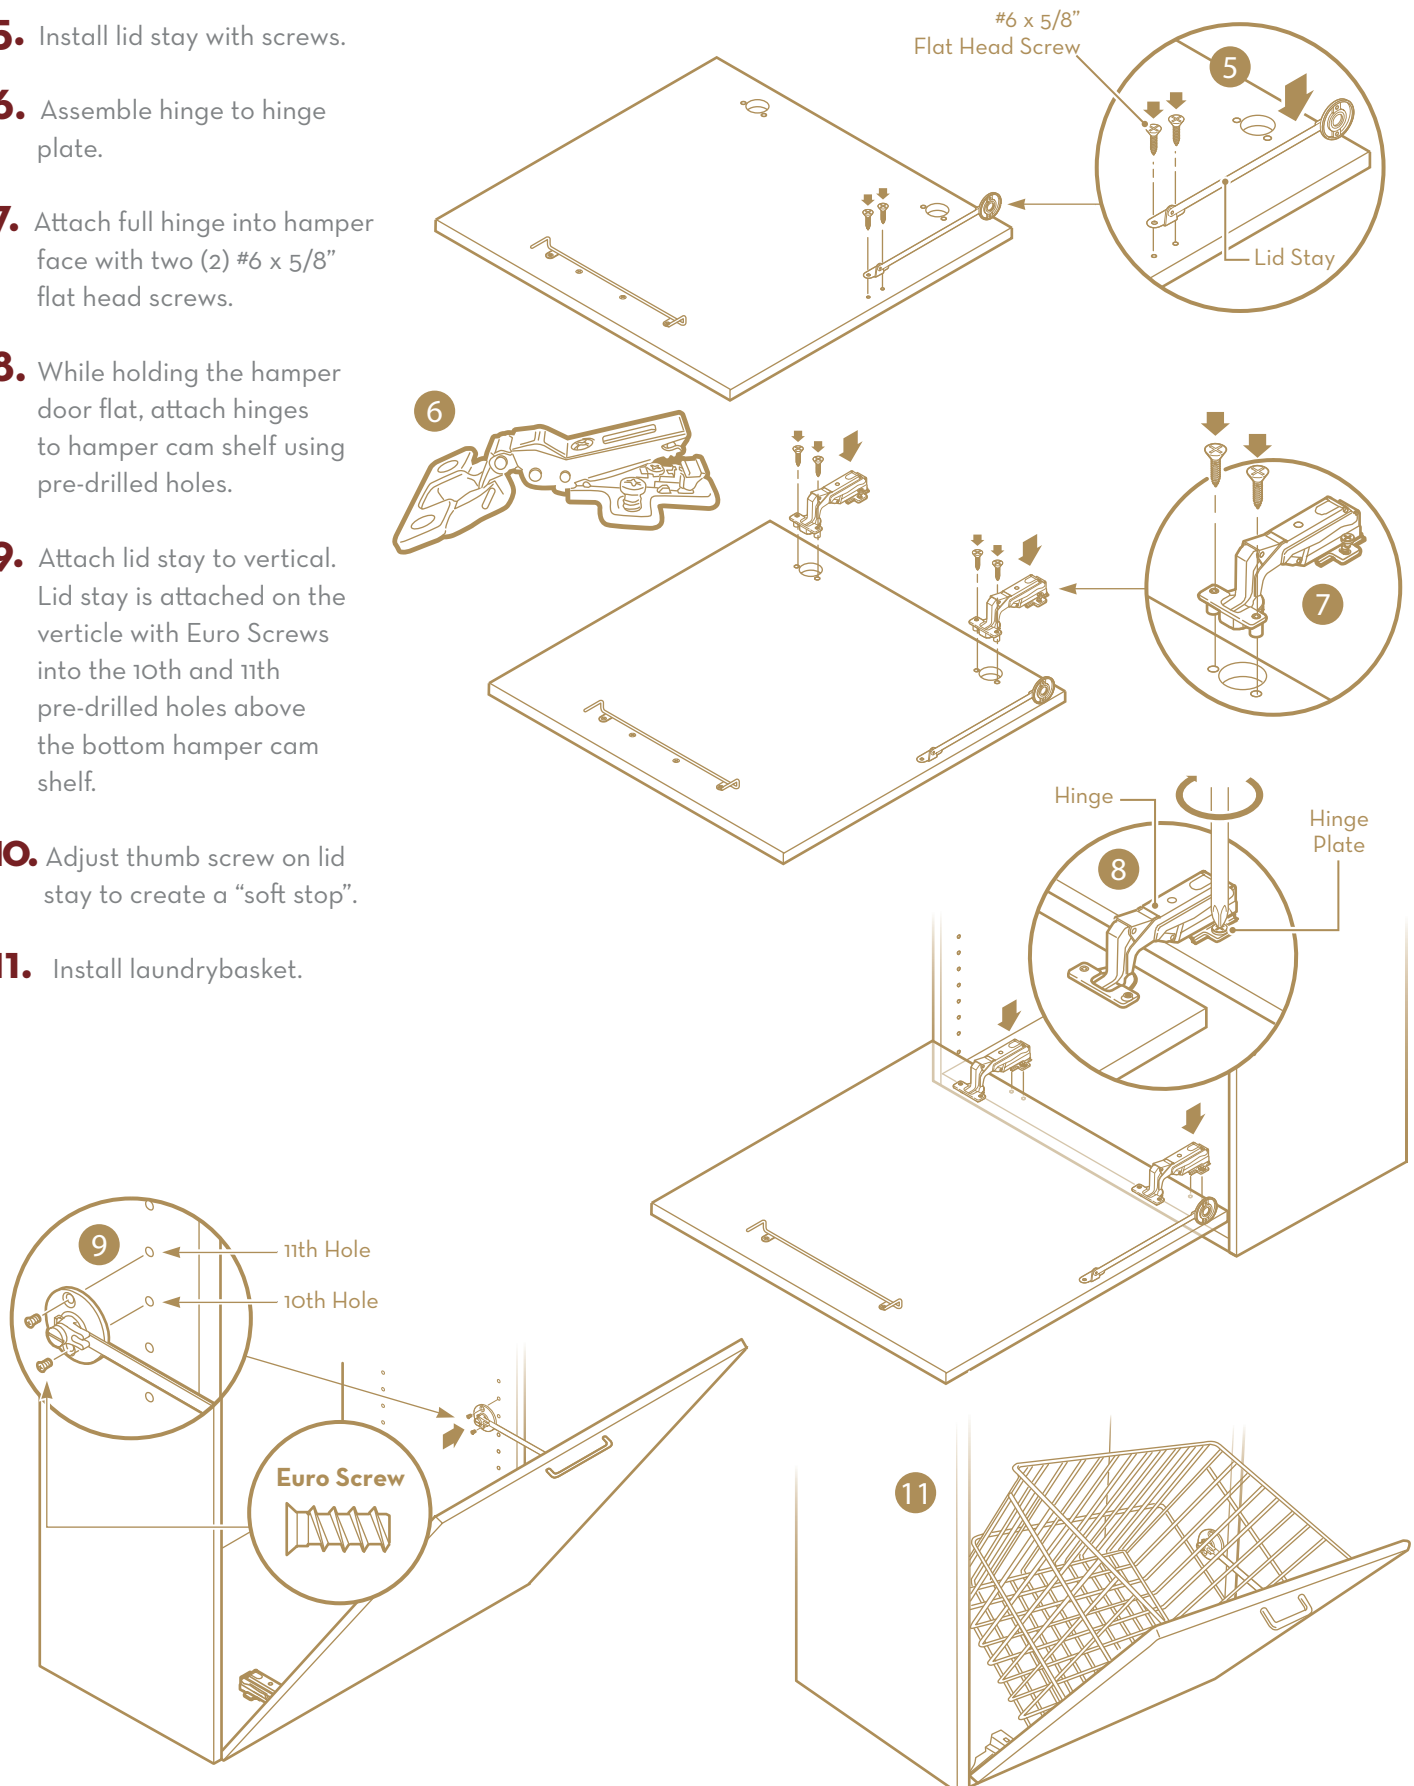 5. Install lid stay with screws.
6. Assemble hinge to hinge
plate.
7. Attach full hinge into hamper
face with two (2) #6 x 5/8”
flat head screws.
8. While holding the hamper
door flat, attach hinges
to hamper cam shelf using
pre-drilled holes.
9. Attach lid stay to vertical.
Lid stay is attached on the
verticle with Euro Screws
into the 10th and 11th
pre-drilled holes above
the bottom hamper cam
shelf.
10. Adjust thumb screw on lid
stay to create a “soft stop”.
11. Install laundrybasket.
#6 x 5/8”
Flat Head Screw
5
Lid Stay
6
7
Hinge
Hinge
Plate
8
9
11th Hole
10th Hole
Euro Screw
11